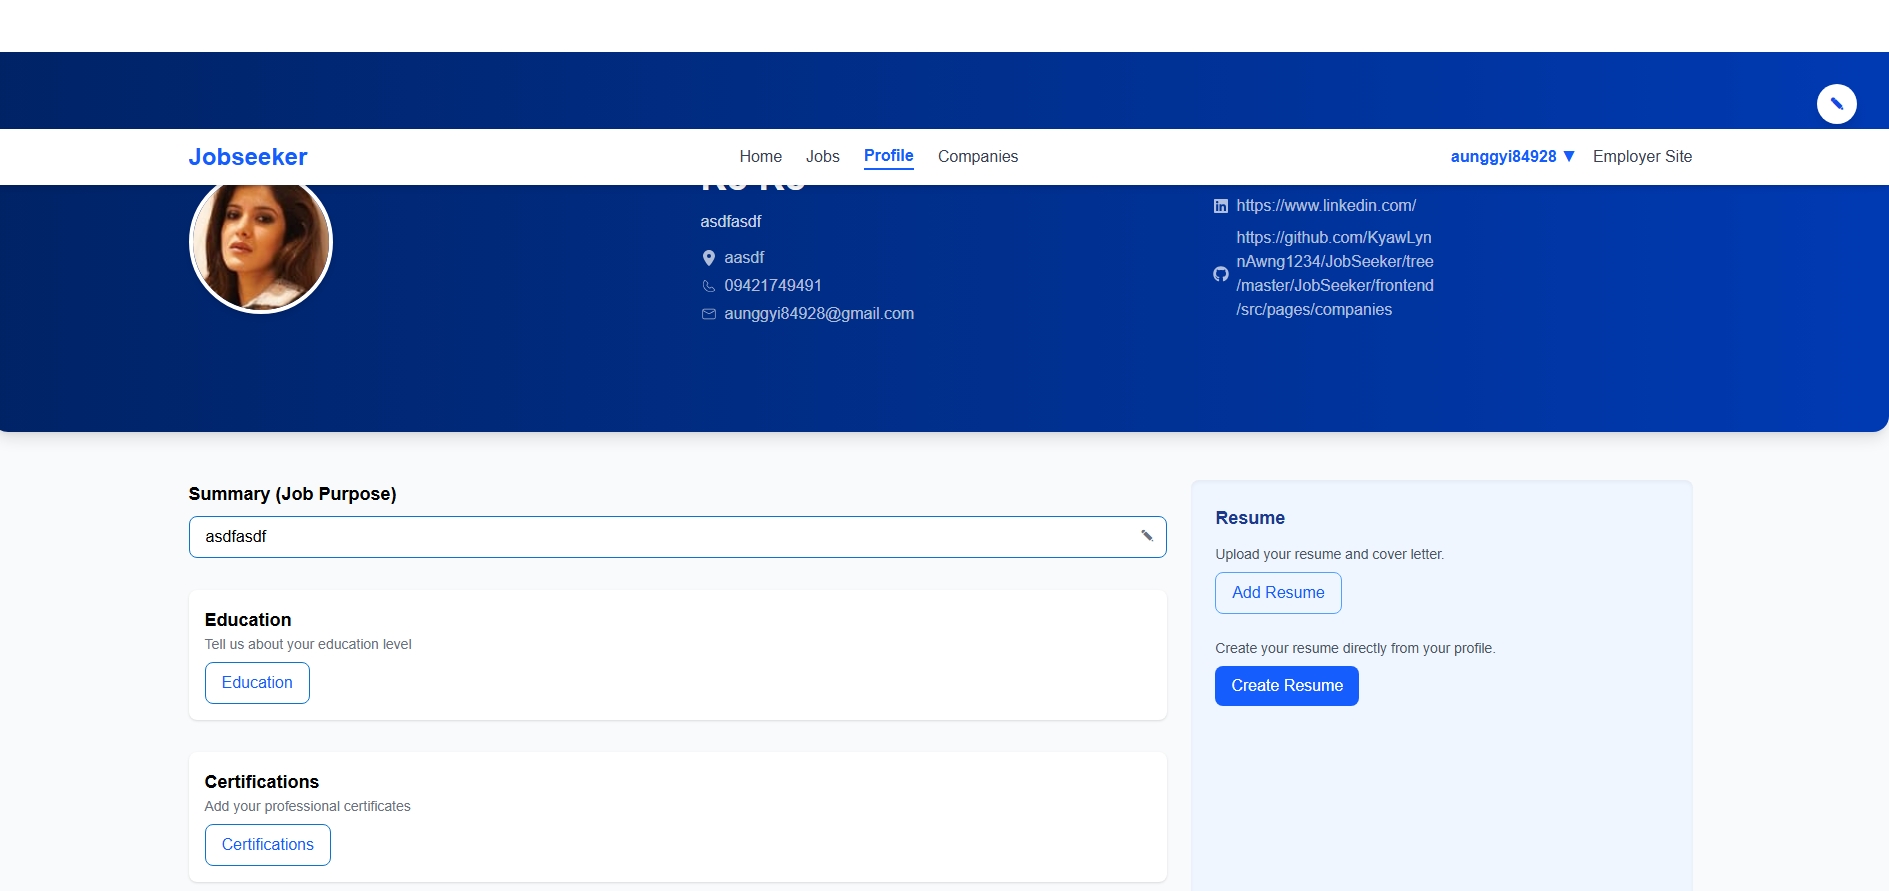 Jobseeker
Home
Jobs
Profile
Companies
aunggyi84928 ▼
Employer Site
asdfasdf
aasdf
09421749491
aunggyi84928@gmail.com
https://www.linkedin.com/
https://github.com/KyawLyn
nAwng1234/JobSeeker/tree
/master/JobSeeker/frontend
/src/pages/companies
Summary (Job Purpose)
asdfasdf
Education
Tell us about your education level
Education
Certifications
Add your professional certificates
Certifications
Resume
Upload your resume and cover letter.
Add Resume
Create your resume directly from your profile.
Create Resume